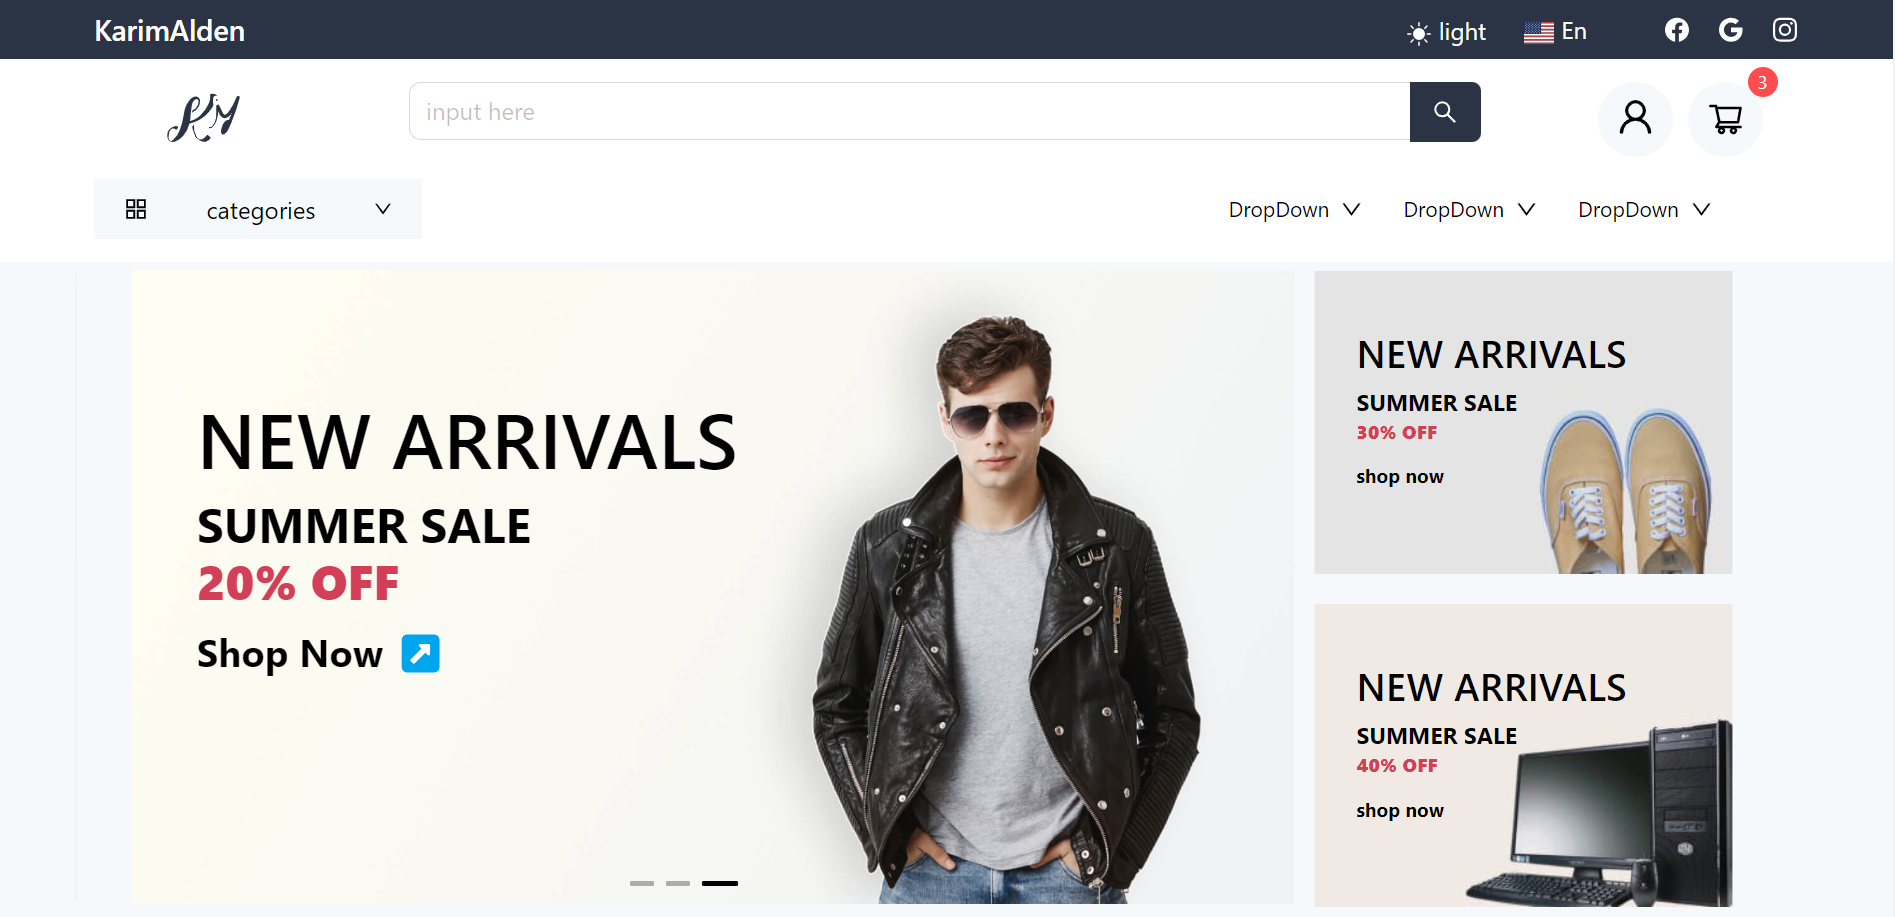 KarimAlden
light
En
input here
3
categories
DropDown
DropDown
DropDown
NEW ARRIVALS
SUMMER SALE
20% OFF
Shop Now
NEW ARRIVALS
SUMMER SALE
30% OFF
shop now
NEW ARRIVALS
SUMMER SALE
40% OFF
shop now